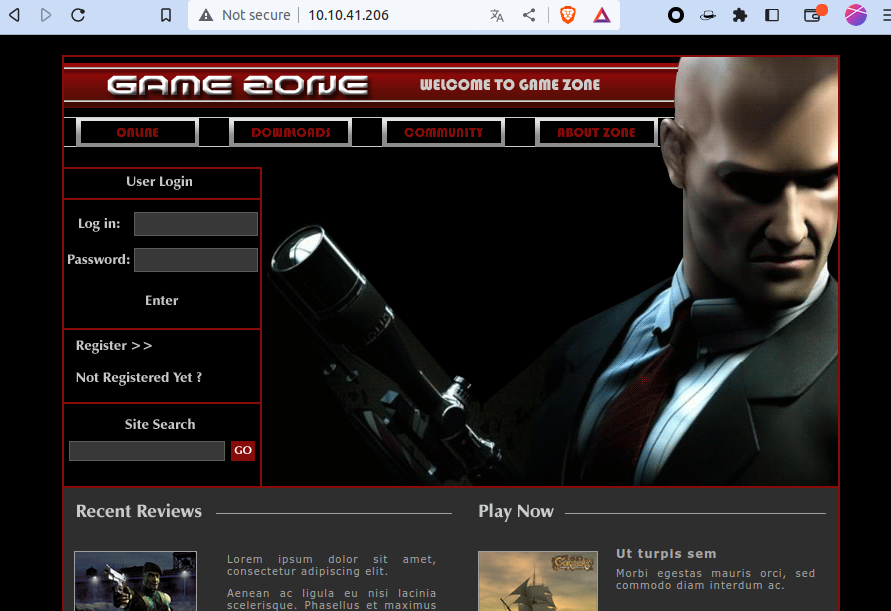 Not secure 10.10.41.206
GAME ZONE
WELCOME TO GAME ZONE
ONLINE
DOWNLOADS
COMMUNITY
ABOUT ZONE
User Login
Log in:
Password:
Enter
Register >>
Not Registered Yet ?
Site Search
GO
Recent Reviews
Lorem ipsum dolor sit amet,
consectetur adipiscing elit.
Aenean ac ligula eu nisi lacinia
scelerisque. Phasellus et maximus
Play Now
Ut turpis sem
Morbi egestas mauris orci, sed
commodo diam interdum ac.